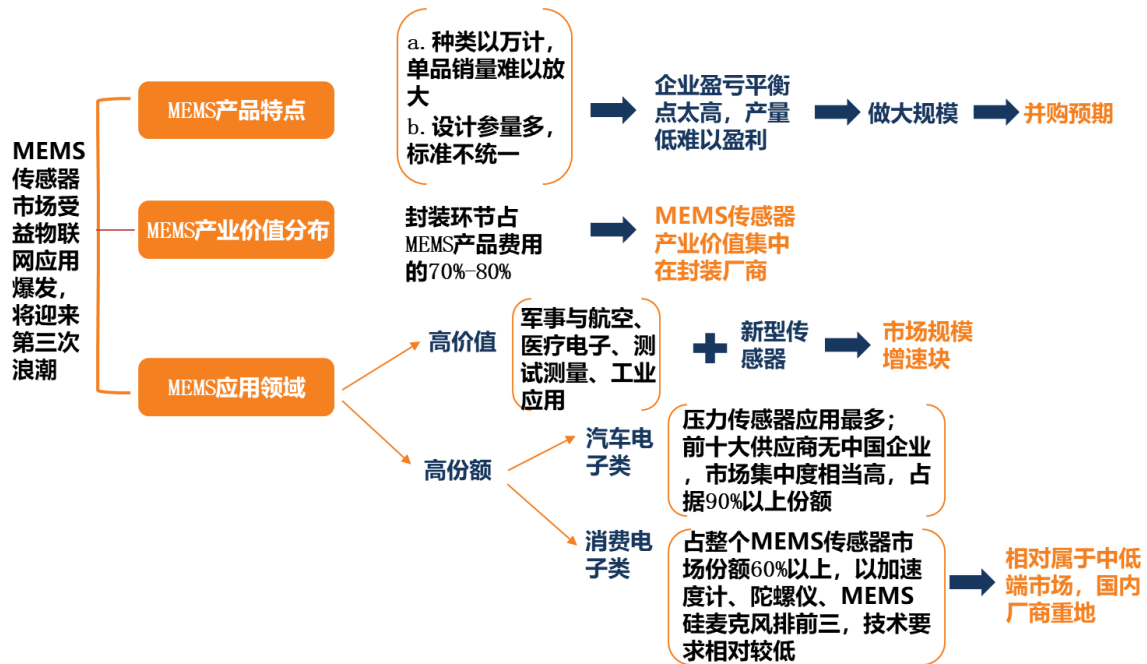 MEMS
传感器
市场受
益物联
网应用
爆发，
将迎来
第三次
浪潮
MEMS产品特点
a. 种类以万计，
单品销量难以放
大
b. 设计参量多，
标准不统一
企业盈亏平衡
点太高，产量
低难以盈利
做大规模
并购预期
MEMS产业价值分布
封装环节占
MEMS产品费用
的70%-80%
MEMS传感器
产业价值集中
在封装厂商
MEMS应用领域
高价值
军事与航空、
医疗电子、测
试测量、工业
应用
新型传
感器
市场规模
增速块
高份额
汽车电
子类
压力传感器应用最多；
前十大供应商无中国企业
，市场集中度相当高，占
据90%以上份额
消费电
子类
占整个MEMS传感器市
场份额60%以上，以加速
度计、陀螺仪、MEMS
硅麦克风排前三，技术要
求相对较低
相对属于中低
端市场，国内
厂商重地